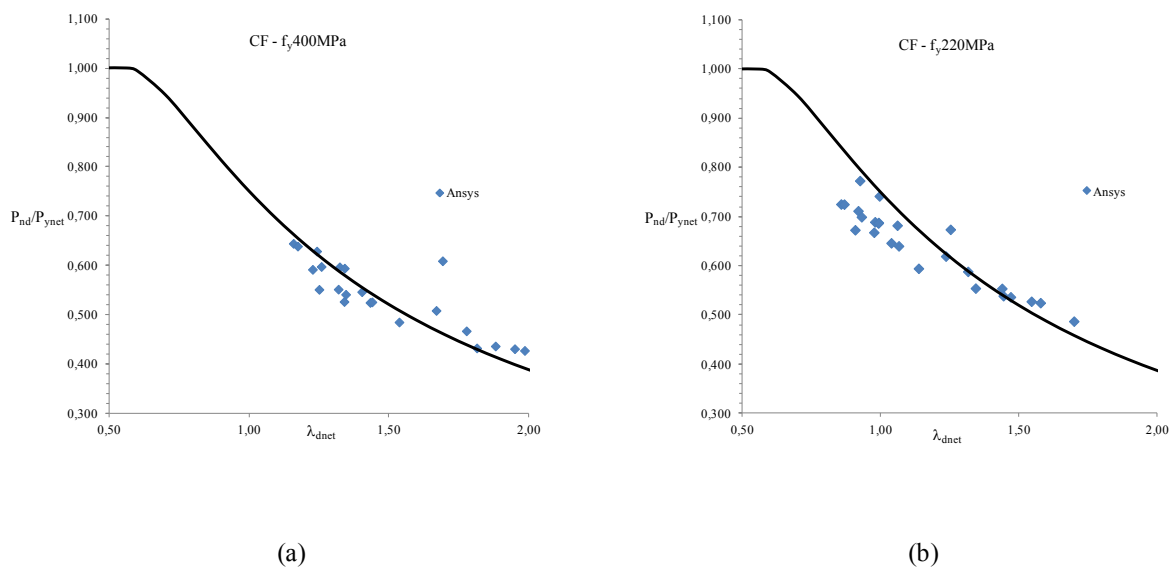 CF - fy400MPa
1,100
1,000
0,900
0,800
0,700
0,600
0,500
0,400
0,300
Pnd/Pynet
Ansys
0,50
1,00
1,50
2,00
λdnet
(a)
CF - fy220MPa
1,100
1,000
0,900
0,800
0,700
0,600
0,500
0,400
0,300
Pnd/Pynet
Ansys
0,50
1,00
1,50
2,00
λdnet
(b)